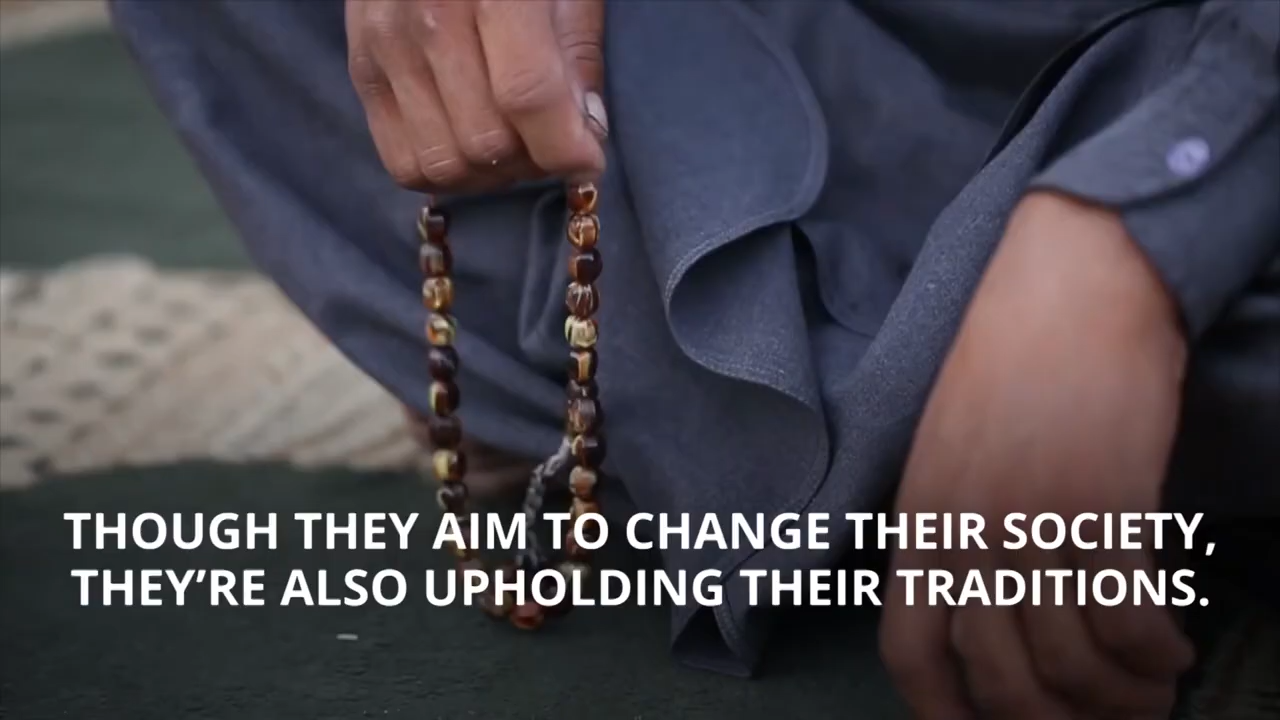 THOUGH THEY AIM TO CHANGE THEIR SOCIETY,
THEY’RE ALSO UPHOLDING THEIR TRADITIONS.